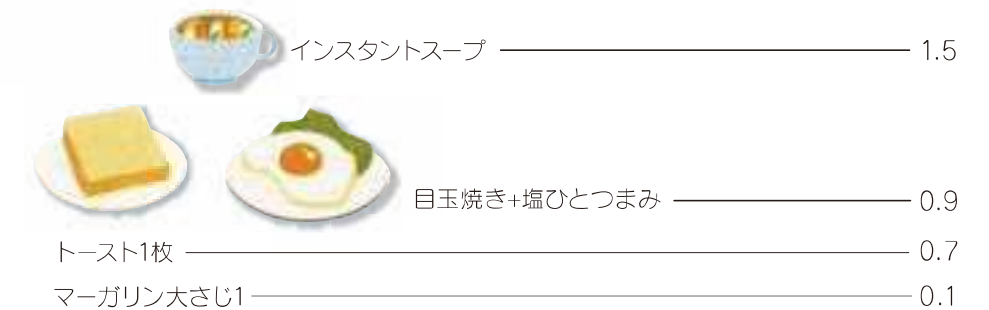 インスタントスープ 1.5
目玉焼き+塩ひとつまみ 0.9
トースト1枚 0.7
マーガリン大さじ1 0.1